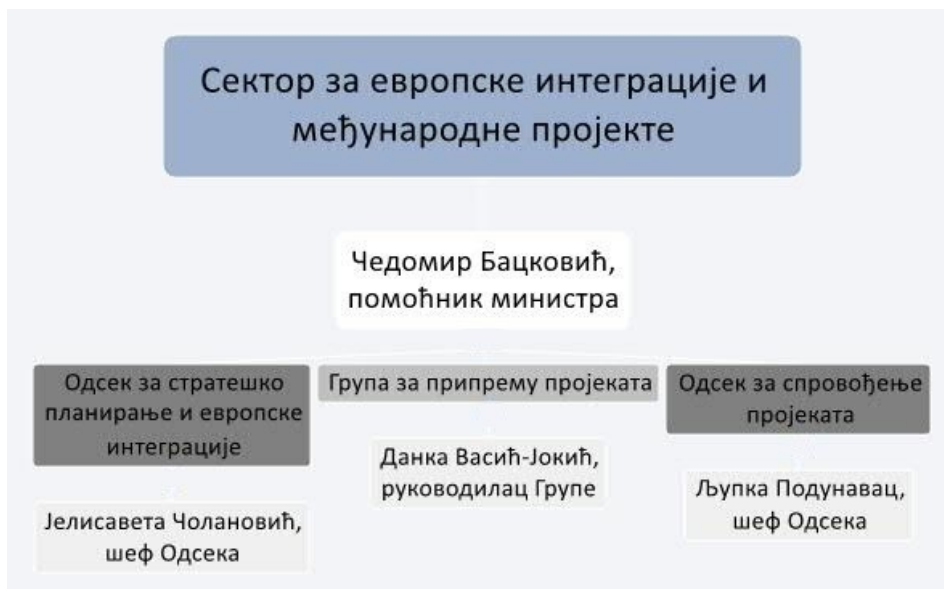 Сектор за европске интеграције и
међународне пројекте
Чедомир Бацковић,
помоћник министра
Одсек за стратешко
планирање и европске
интеграције
Јелисавета Чолановић,
шеф Одсека
Група за припрему пројеката
Данка Васић-Јокић,
руководилац Групе
Одсек за спровођење
пројеката
Љупка Подунавац,
шеф Одсека